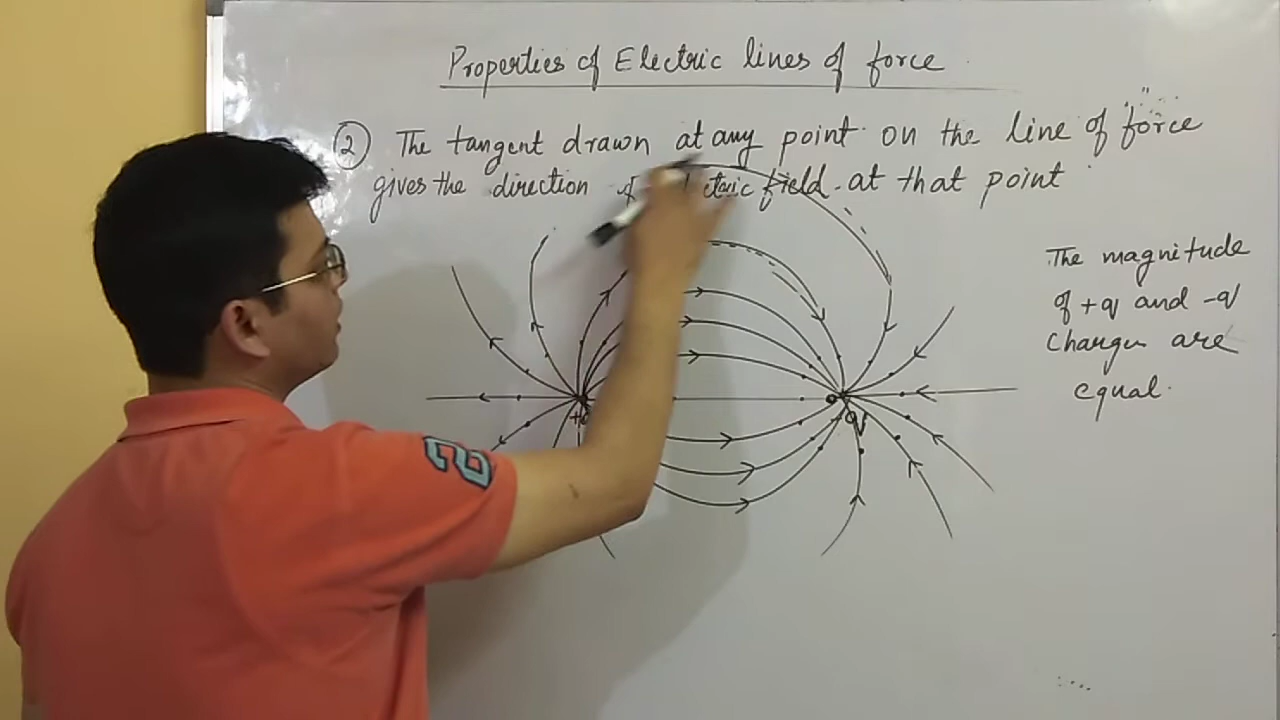 Properties of Electric lines of force
② The tangent drawn at any point on the line of force
gives the direction of field at that point
The magnitude
of +q and -q
Charges are
equal.
+q
2